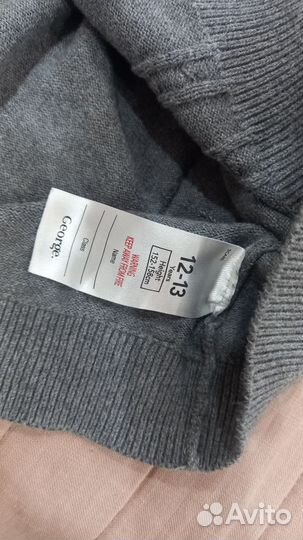 12-13
Years
Height
152-158cm
WARNING
KEEP AWAY FROM FIRE
Name
Class
George.
Avito